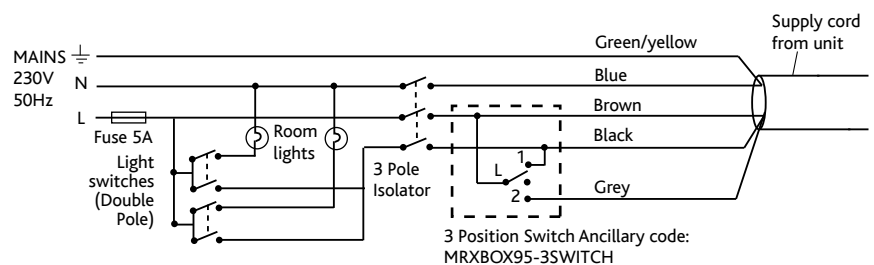 Supply cord
from unit
Green/yellow
MAINS
230V
50Hz
N
Blue
L
Brown
Fuse 5A
Room
lights
Black
Light
switches
(Double
Pole)
3 Pole
Isolator
L
1
2
Grey
3 Position Switch Ancillary code:
MRXBOX95-3SWITCH